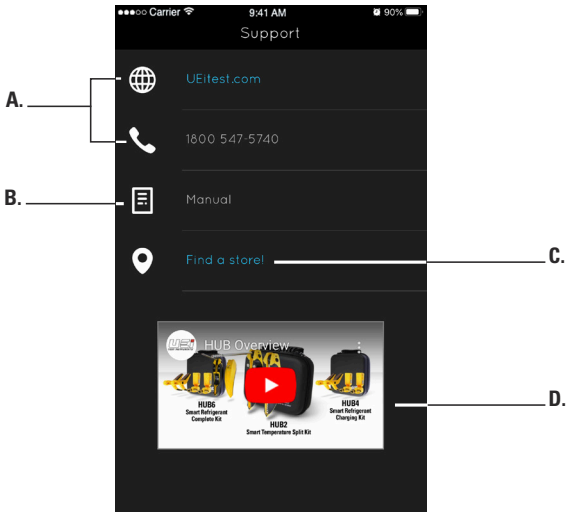 ●●●○○ Carrier 9:41 AM 90%
Support
A.
UEitest.com
1800 547-5740
B.
Manual
C.
Find a store!
UEi
HUB Overview
D.
HUB6
Smart Refrigerant
Complete Kit
HUB2
Smart Temperature Split Kit
HUB4
Smart Refrigerant
Charging Kit